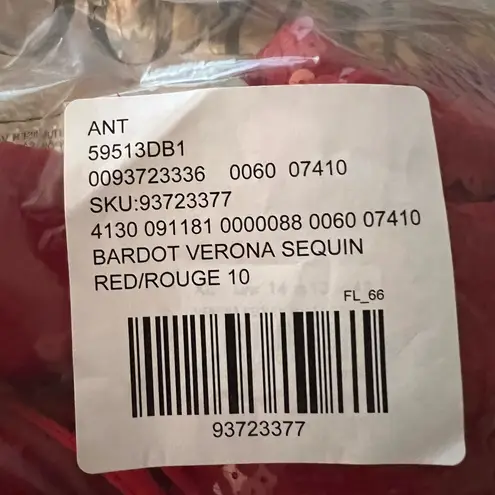 ANT
59513DB1
0093723336 0060 07410
SKU:93723377
4130 091181 0000088 0060 07410
BARDOT VERONA SEQUIN
RED/ROUGE 10
FL_66
93723377